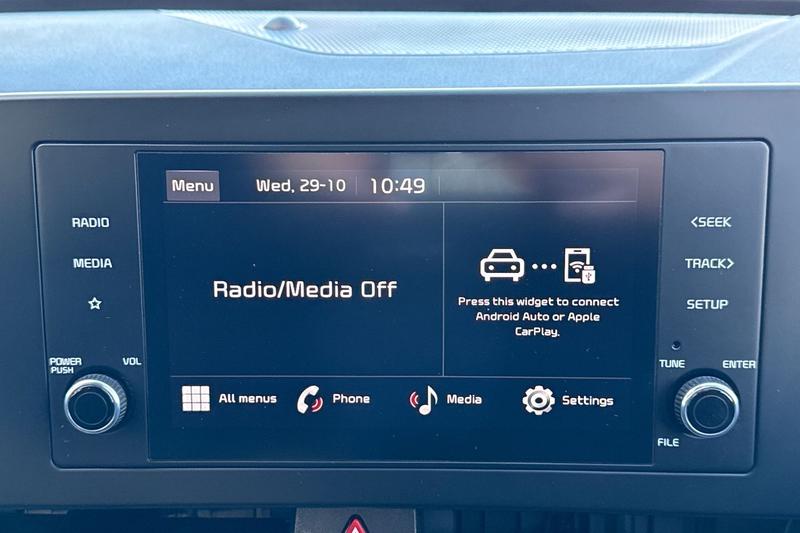 Menu Wed, 29-10 10:49
RADIO
MEDIA
POWER
PUSH
VOL
Radio/Media Off
Press this widget to connect
Android Auto or Apple
CarPlay.
All menus Phone Media Settings
<SEEK
TRACK>
SETUP
TUNE ENTER
FILE